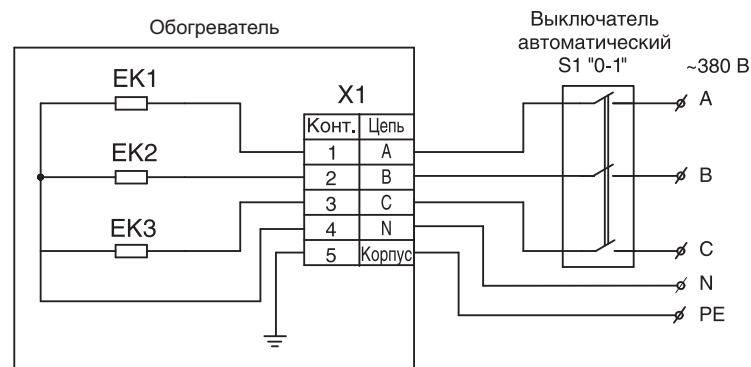 Обогреватель
Выключатель
автоматический
S1 "0-1"
~380 В
EK1
EK2
EK3
X1
Конт. Цепь
1 A
2 B
3 C
4 N
5 Корпус
A
B
C
N
PE